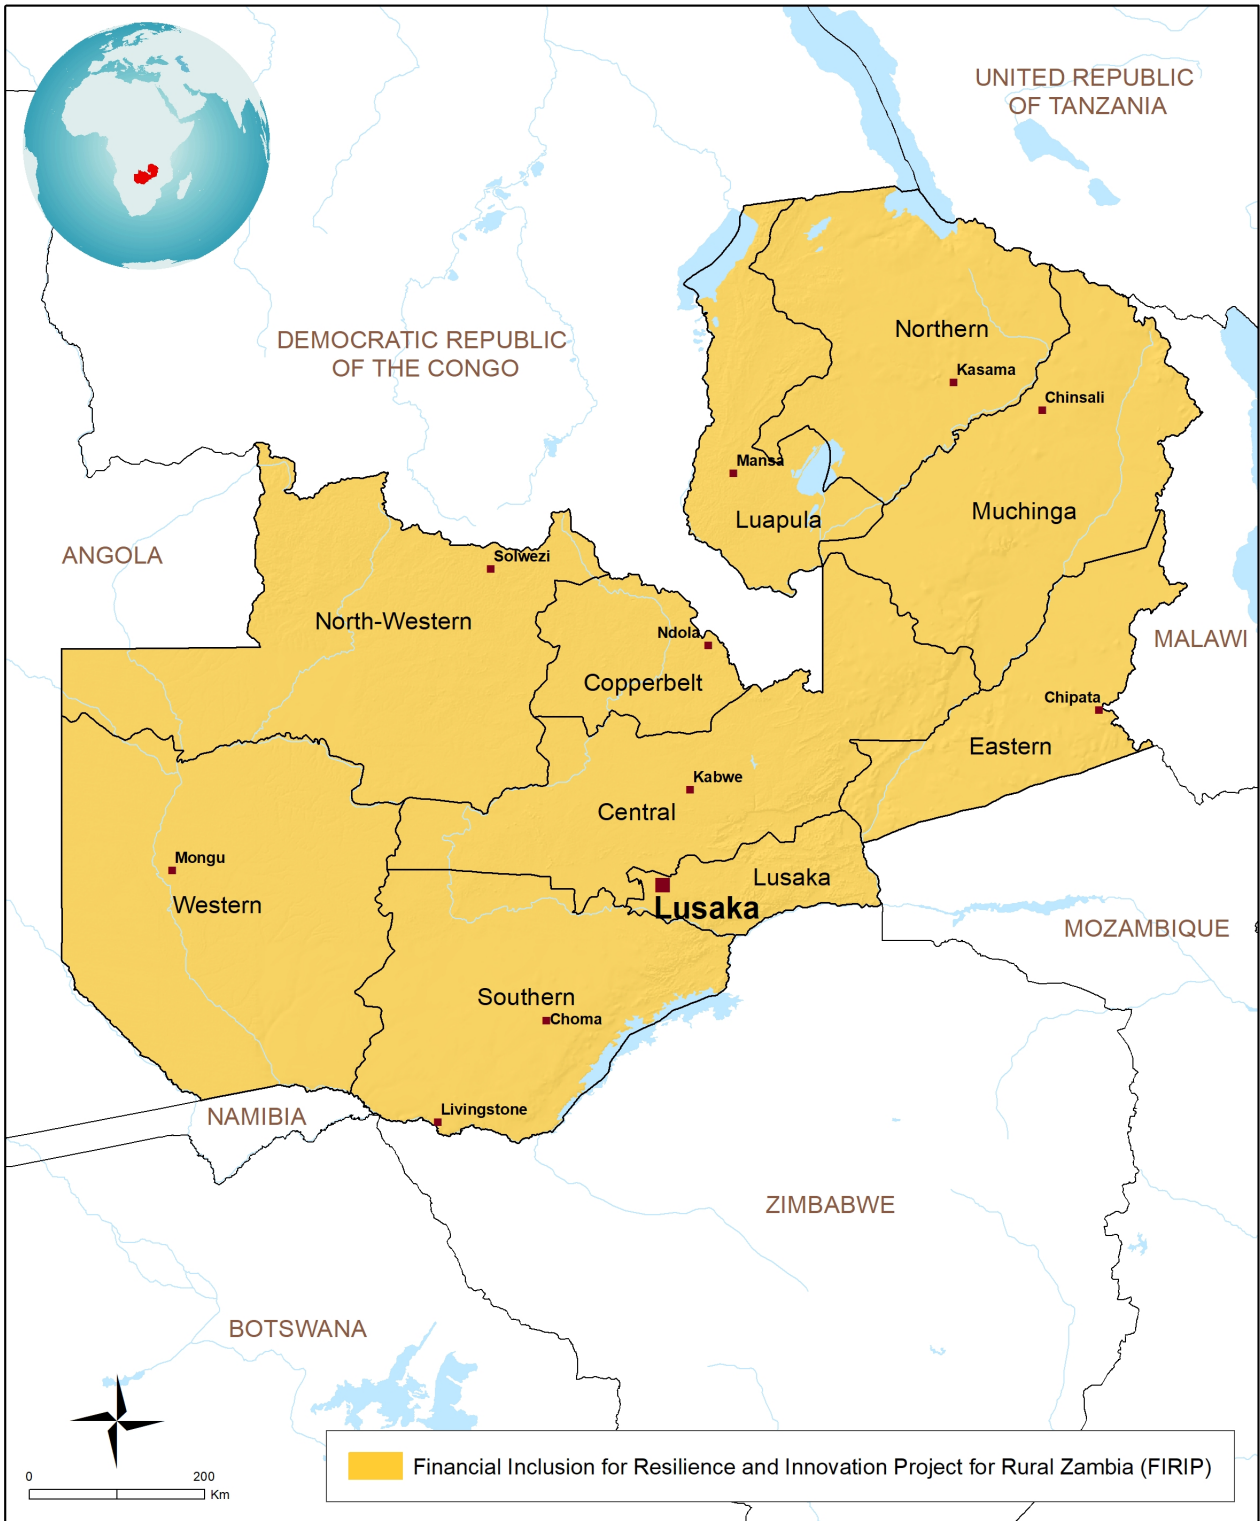 UNITED REPUBLIC
OF TANZANIA
DEMOCRATIC REPUBLIC
OF THE CONGO
Northern
Kasama
Chinsali
Mansa
Muchinga
Luapula
ANGOLA
Solwezi
North-Western
Ndola
MALAWI
Copperbelt
Chipata
Eastern
Kabwe
Central
Mongu
Lusaka
Western
Lusaka
MOZAMBIQUE
Southern
Choma
Livingstone
NAMIBIA
ZIMBABWE
BOTSWANA
Financial Inclusion for Resilience and Innovation Project for Rural Zambia (FIRIP)
0 200
Km